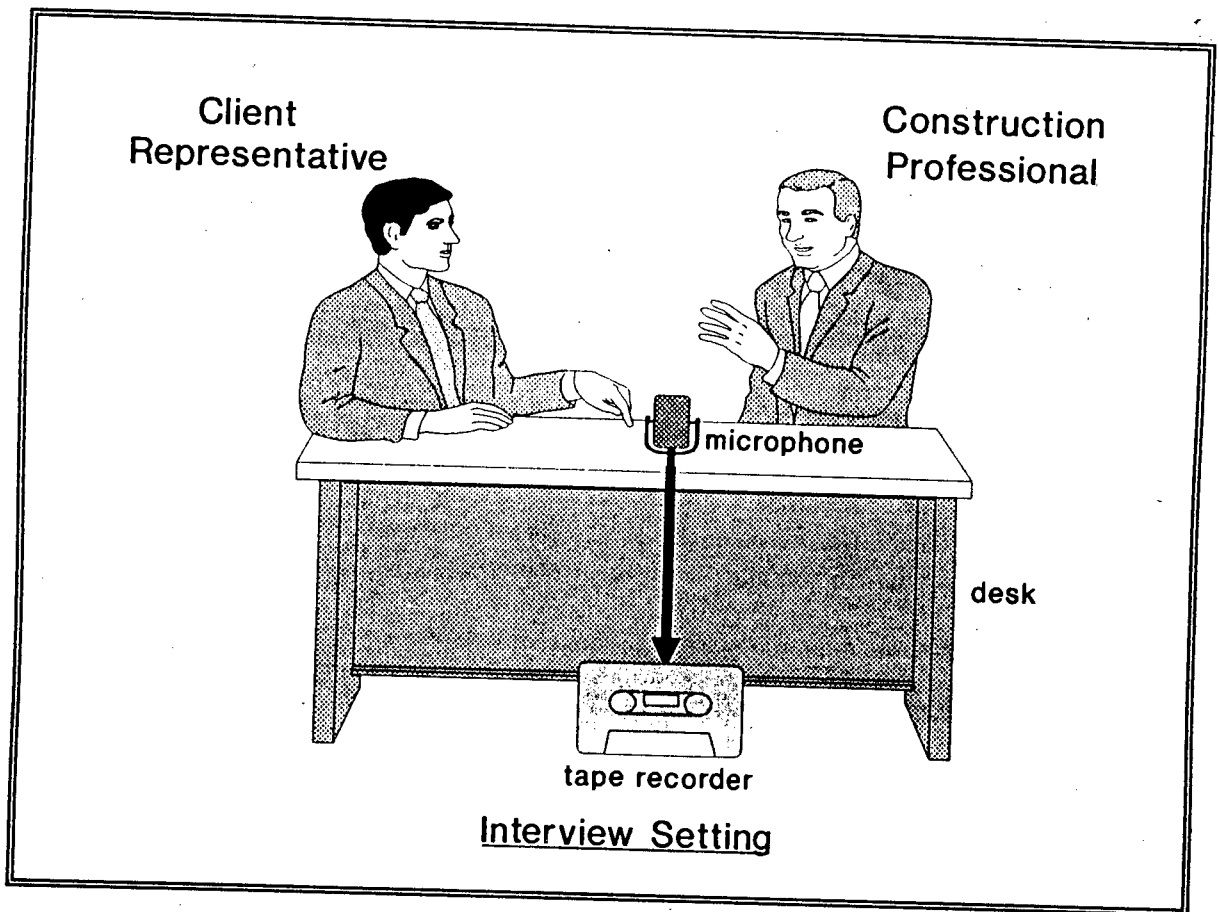 Client
Representative
Construction
Professional
microphone
desk
tape recorder
Interview Setting